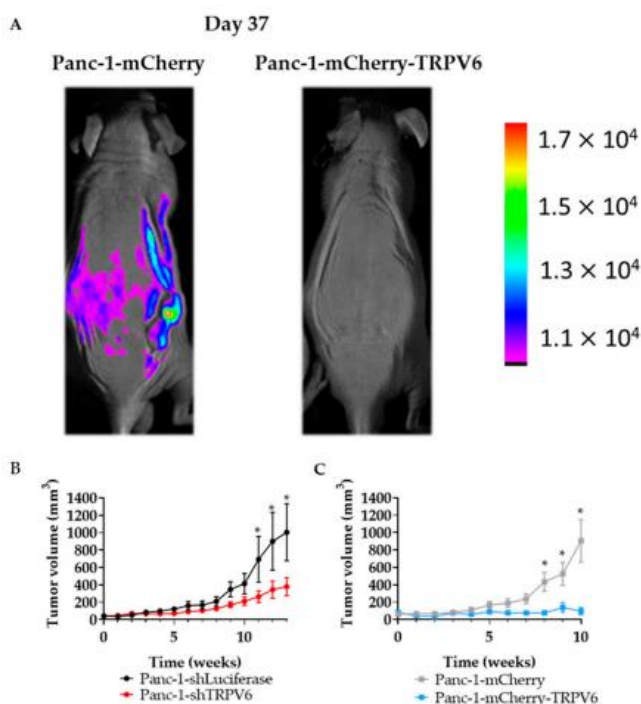 A
Day 37
Panc-1-mCherry
Panc-1-mCherry-TRPV6
1.7 × 10⁴
1.5 × 10⁴
1.3 × 10⁴
1.1 × 10⁴
B
Tumor volume (mm³)
1400
1200
1000
800
600
400
200
0
* * *
0 5 10
Time (weeks)
Panc-1-shLuciferase
Panc-1-shTRPV6
C
Tumor volume (mm³)
1400
1200
1000
800
600
400
200
0
* * *
0 5 10
Time (weeks)
Panc-1-mCherry
Panc-1-mCherry-TRPV6